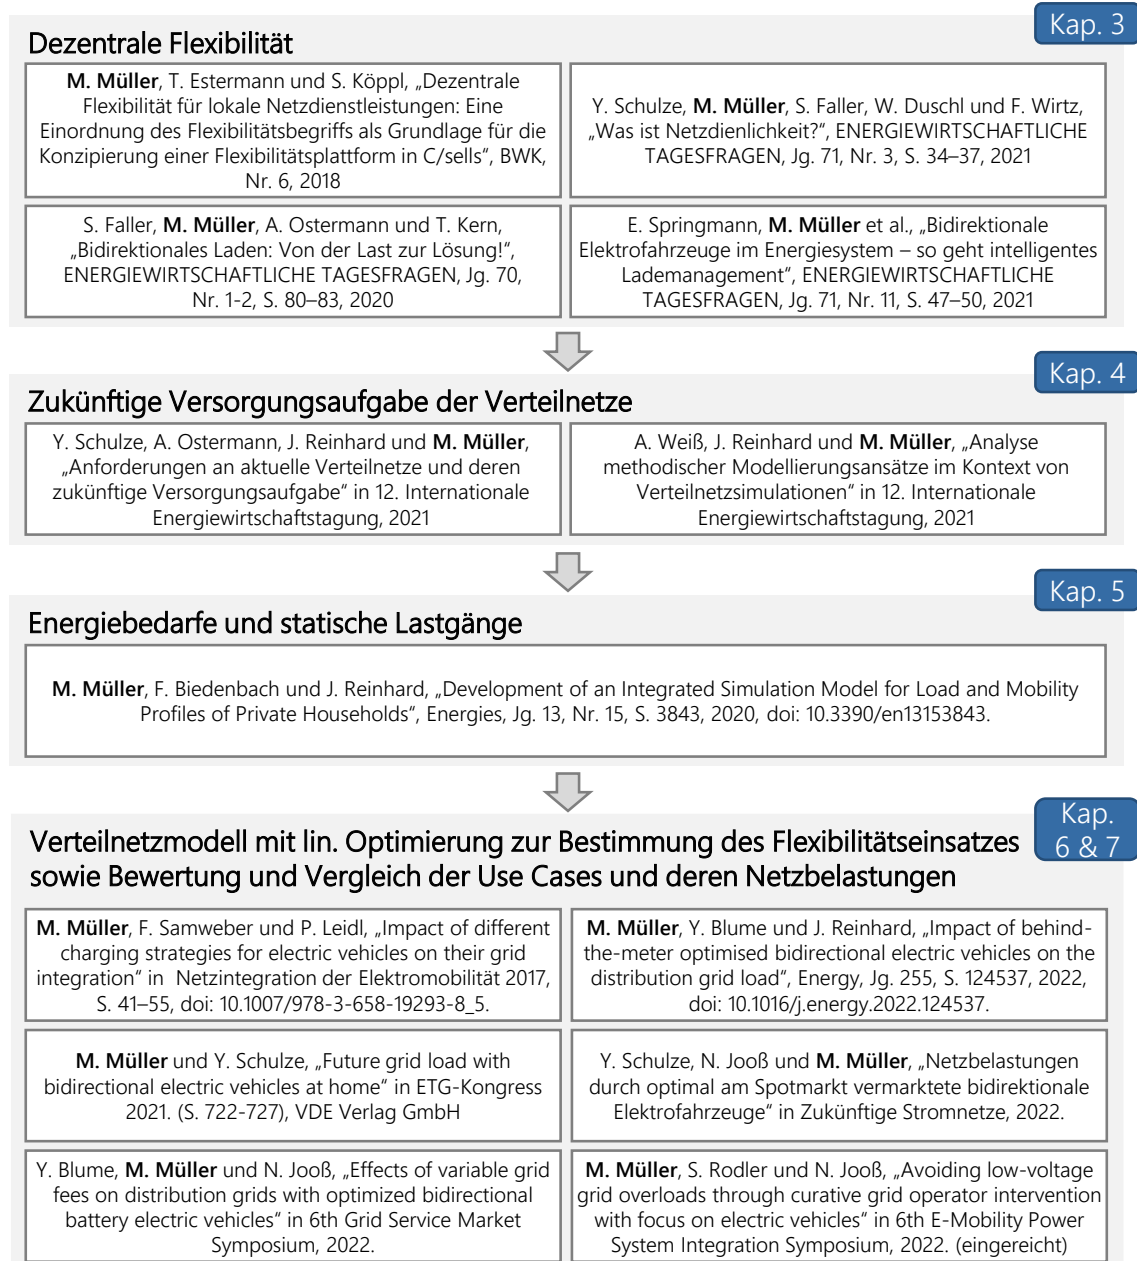 Kap. 3
Dezentrale Flexibilität
M. Müller, T. Estermann und S. Köppl, „Dezentrale
Flexibilität für lokale Netzdienstleistungen: Eine
Einordnung des Flexibilitätsbegriffs als Grundlage für die
Konzipierung einer Flexibilitätsplattform in C/sells“, BWK,
Nr. 6, 2018
Y. Schulze, M. Müller, S. Faller, W. Duschl und F. Wirtz,
„Was ist Netzdienlichkeit?“, ENERGIEWIRTSCHAFTLICHE
TAGESFRAGEN, Jg. 71, Nr. 3, S. 34–37, 2021
S. Faller, M. Müller, A. Ostermann und T. Kern,
„Bidirektionales Laden: Von der Last zur Lösung!“,
ENERGIEWIRTSCHAFTLICHE TAGESFRAGEN, Jg. 70,
Nr. 1-2, S. 80–83, 2020
E. Springmann, M. Müller et al., „Bidirektionale
Elektrofahrzeuge im Energiesystem – so geht intelligentes
Lademanagement“, ENERGIEWIRTSCHAFTLICHE
TAGESFRAGEN, Jg. 71, Nr. 11, S. 47–50, 2021
Kap. 4
Zukünftige Versorgungsaufgabe der Verteilnetze
Y. Schulze, A. Ostermann, J. Reinhard und M. Müller,
„Anforderungen an aktuelle Verteilnetze und deren
zukünftige Versorgungsaufgabe“ in 12. Internationale
Energiewirtschaftstagung, 2021
A. Weiß, J. Reinhard und M. Müller, „Analyse
methodischer Modellierungsansätze im Kontext von
Verteilnetzsimulationen“ in 12. Internationale
Energiewirtschaftstagung, 2021
Kap. 5
Energiebedarfe und statische Lastgänge
M. Müller, F. Biedenbach und J. Reinhard, „Development of an Integrated Simulation Model for Load and Mobility
Profiles of Private Households“, Energies, Jg. 13, Nr. 15, S. 3843, 2020, doi: 10.3390/en13153843.
Kap.
6 & 7
Verteilnetzmodell mit lin. Optimierung zur Bestimmung des Flexibilitätseinsatzes
sowie Bewertung und Vergleich der Use Cases und deren Netzbelastungen
M. Müller, F. Samweber und P. Leidl, „Impact of different
charging strategies for electric vehicles on their grid
integration“ in Netzintegration der Elektromobilität 2017,
S. 41–55, doi: 10.1007/978-3-658-19293-8_5.
M. Müller, Y. Blume und J. Reinhard, „Impact of behind-
the-meter optimised bidirectional electric vehicles on the
distribution grid load“, Energy, Jg. 255, S. 124537, 2022,
doi: 10.1016/j.energy.2022.124537.
M. Müller und Y. Schulze, „Future grid load with
bidirectional electric vehicles at home“ in ETG-Kongress
2021. (S. 722-727), VDE Verlag GmbH
Y. Schulze, N. Jooß und M. Müller, „Netzbelastungen
durch optimal am Spotmarkt vermarktete bidirektionale
Elektrofahrzeuge“ in Zukünftige Stromnetze, 2022.
Y. Blume, M. Müller und N. Jooß, „Effects of variable grid
fees on distribution grids with optimized bidirectional
battery electric vehicles“ in 6th Grid Service Market
Symposium, 2022.
M. Müller, S. Rodler und N. Jooß, „Avoiding low-voltage
grid overloads through curative grid operator intervention
with focus on electric vehicles“ in 6th E-Mobility Power
System Integration Symposium, 2022. (eingereicht)